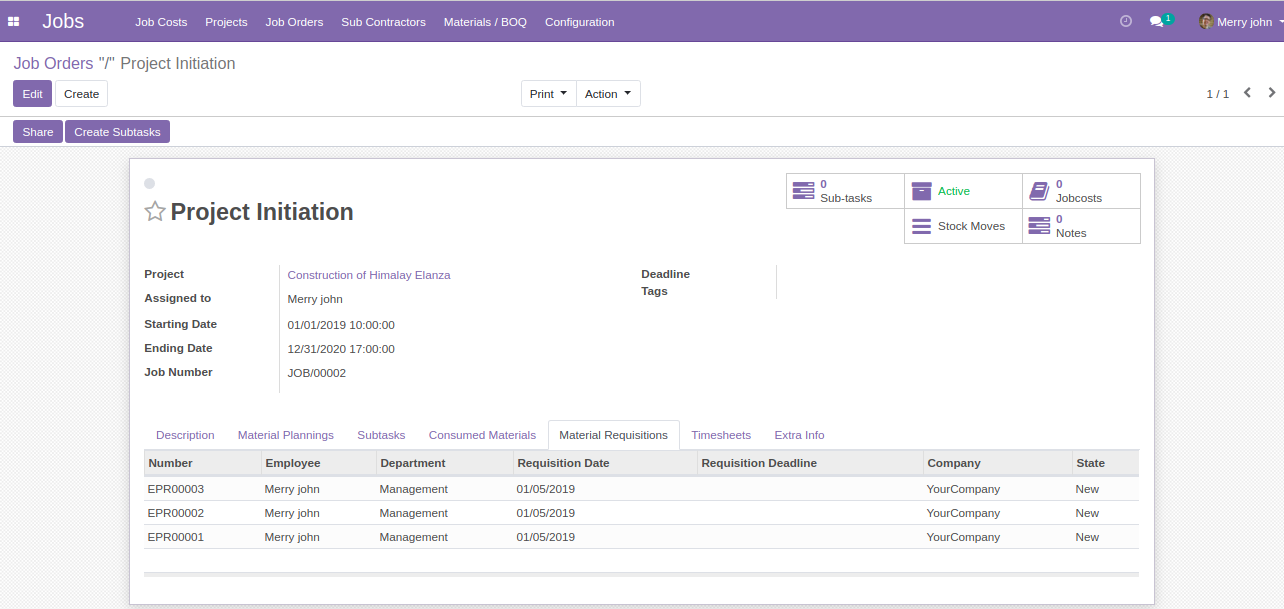 Jobs Job Costs Projects Job Orders Sub Contractors Materials / BOQ Configuration 1 Merry john
Job Orders "/" Project Initiation
Edit Create Print Action 1 / 1
Share Create Subtasks
0 Sub-tasks Active 0 Jobcosts
Project Initiation
Stock Moves 0 Notes
Project Construction of Himalay Elanza Deadline
Assigned to Merry john Tags
Starting Date 01/01/2019 10:00:00
Ending Date 12/31/2020 17:00:00
Job Number JOB/00002
Description Material Plannings Subtasks Consumed Materials Material Requisitions Timesheets Extra Info
Number Employee Department Requisition Date Requisition Deadline Company State
EPR00003 Merry john Management 01/05/2019 YourCompany New
EPR00002 Merry john Management 01/05/2019 YourCompany New
EPR00001 Merry john Management 01/05/2019 YourCompany New